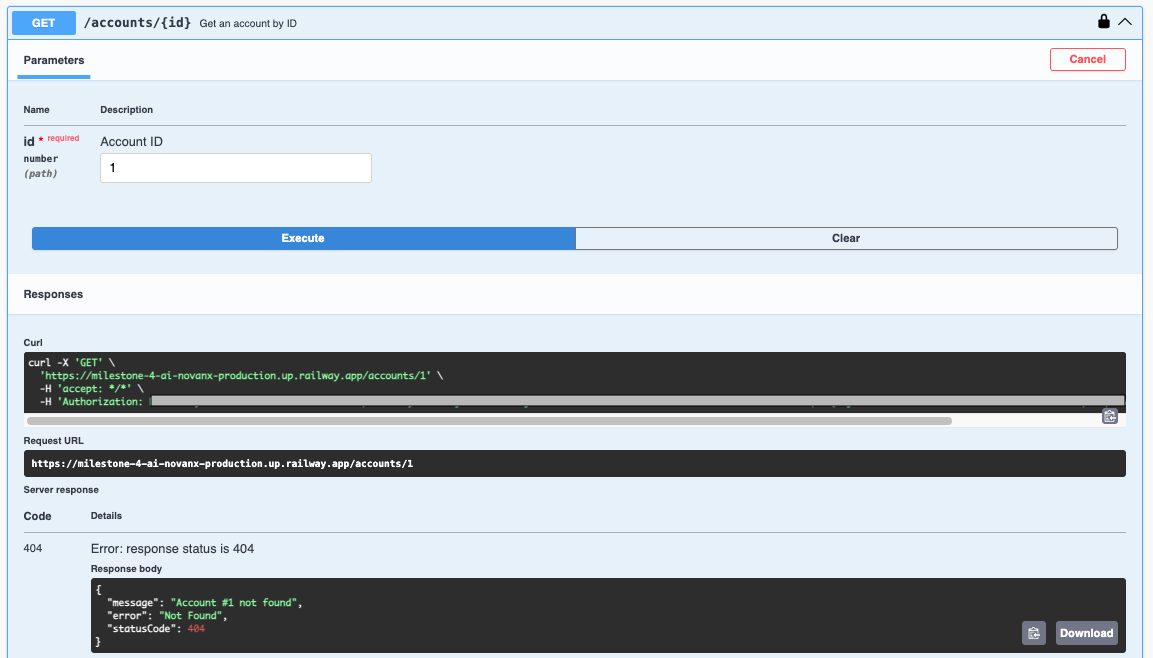 GET /accounts/{id} Get an account by ID
Parameters
Cancel
Name Description
id * required Account ID
number
(path)
1
Execute Clear
Responses
Curl
curl -X 'GET' \
'https://milestone-4-ai-novanx-production.up.railway.app/accounts/1' \
-H 'accept: */*' \
-H 'Authorization:
Request URL
https://milestone-4-ai-novanx-production.up.railway.app/accounts/1
Server response
Code Details
404 Error: response status is 404
Response body
{
"message": "Account #1 not found",
"error": "Not Found",
"statusCode": 404
}
Download